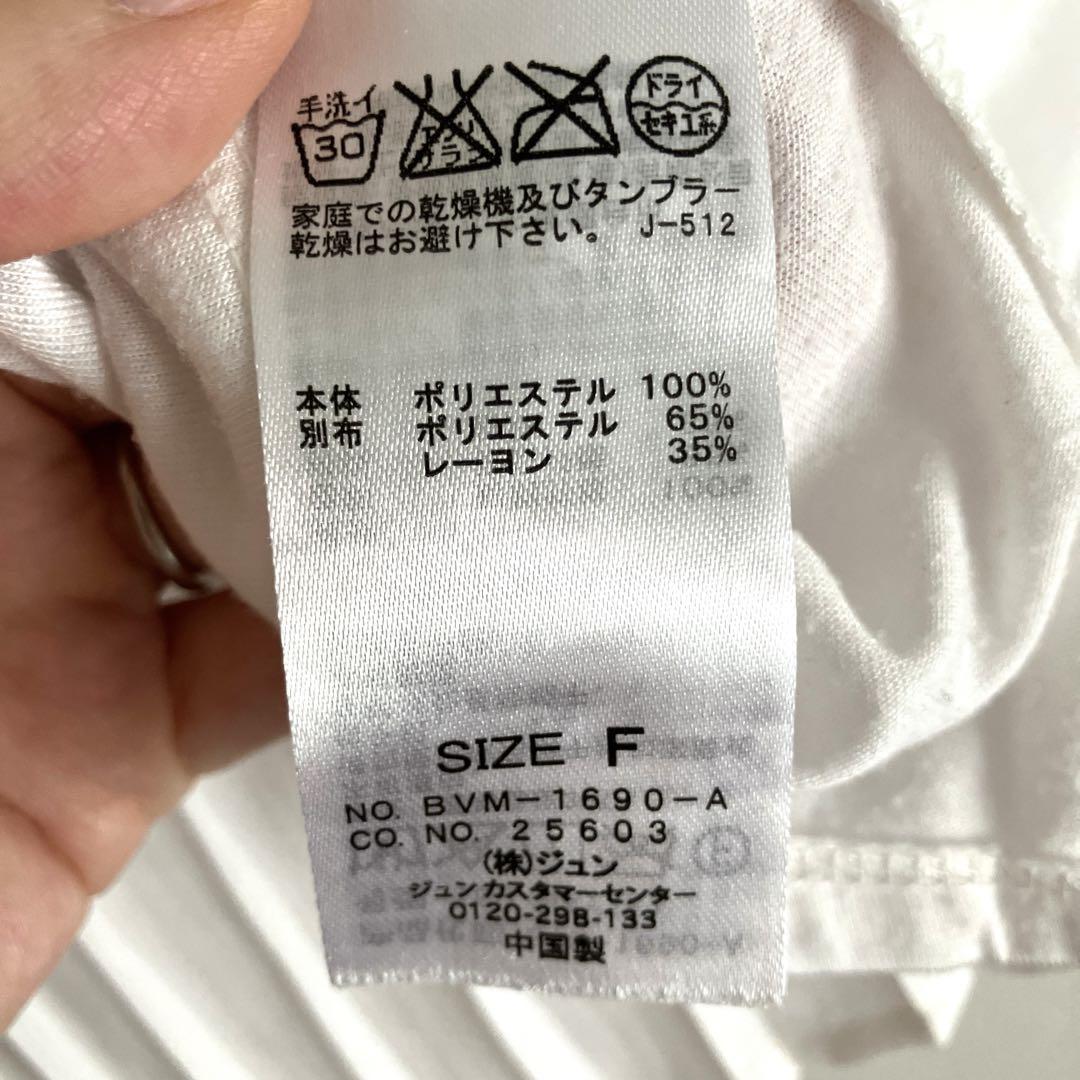 手洗イ
30
ドライ
セキユ系
家庭での乾燥機及びタンブラー
乾燥はお避け下さい。 J-512
本体 ポリエステル 100%
別布 ポリエステル 65%
レーヨン 35%
SIZE F
NO. BVM-1690-A
CO. NO. 25603
(株)ジュン
ジュンカスタマーセンター
0120-298-133
中国製